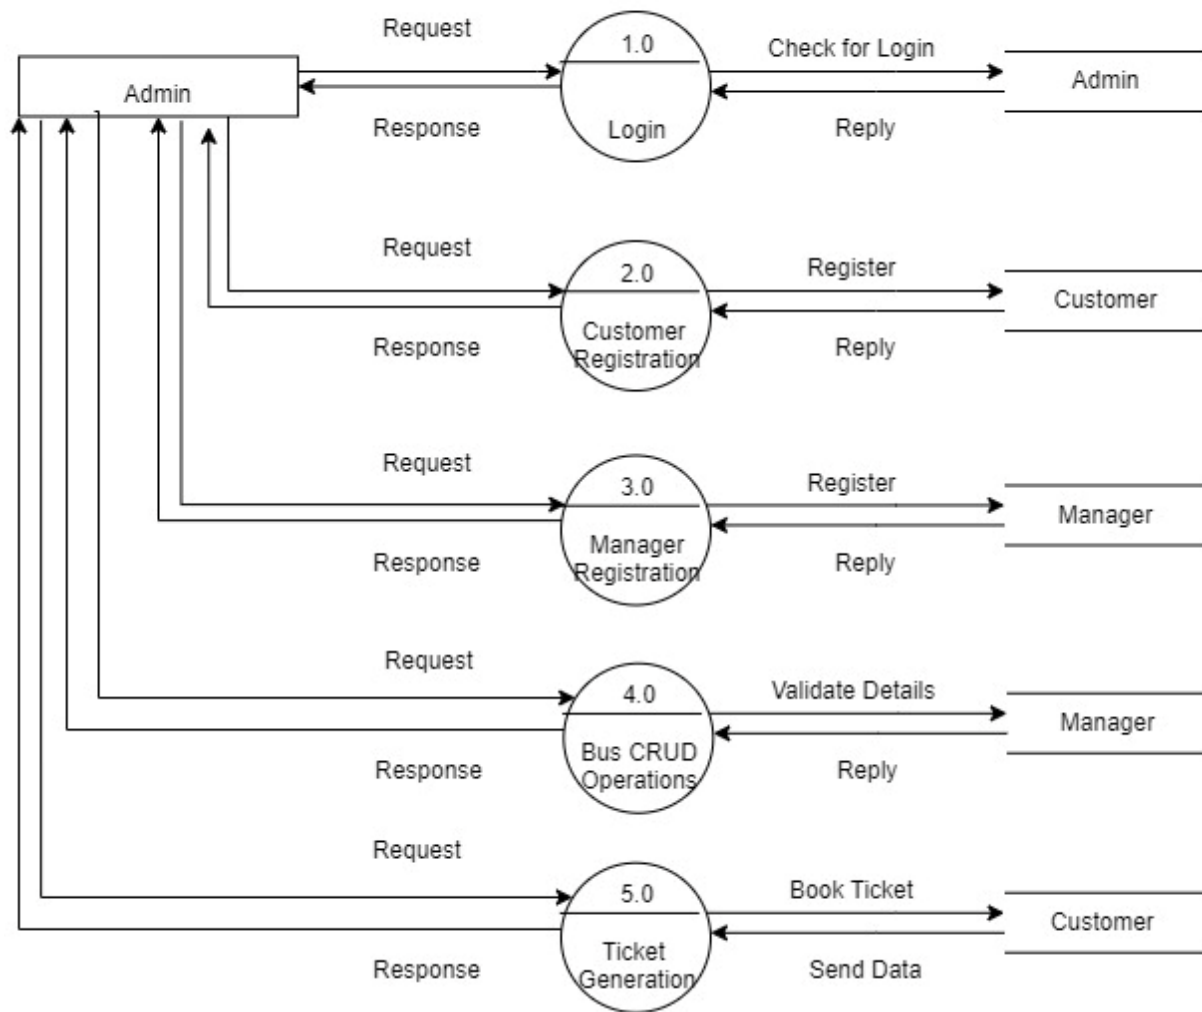 Request
1.0
Check for Login
Admin
Admin
Response
Login
Reply
Request
2.0
Register
Customer
Response
Customer
Registration
Reply
Request
3.0
Register
Manager
Response
Manager
Registration
Reply
Request
4.0
Validate Details
Manager
Response
Bus CRUD
Operations
Reply
Request
5.0
Book Ticket
Customer
Response
Ticket
Generation
Send Data